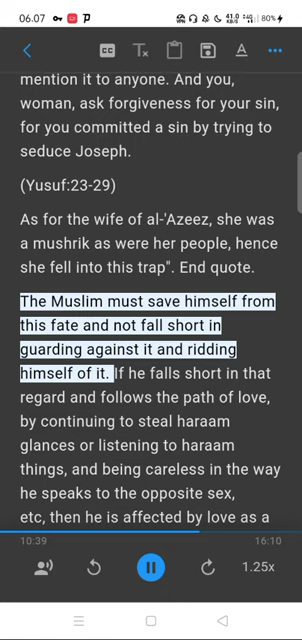 06.07
41.0
80%
CC
A
mention it to anyone. And you,
woman, ask forgiveness for your sin,
for you committed a sin by trying to
seduce Joseph.
(Yusuf:23-29)
As for the wife of al-'Azeez, she was
a mushrik as were her people, hence
she fell into this trap". End quote.
The Muslim must save himself from
this fate and not fall short in
guarding against it and ridding
himself of it. If he falls short in that
regard and follows the path of love,
by continuing to steal haraam
glances or listening to haraam
things, and being careless in the way
he speaks to the opposite sex,
etc, then he is affected by love as a
10:39
16:10
1.25x